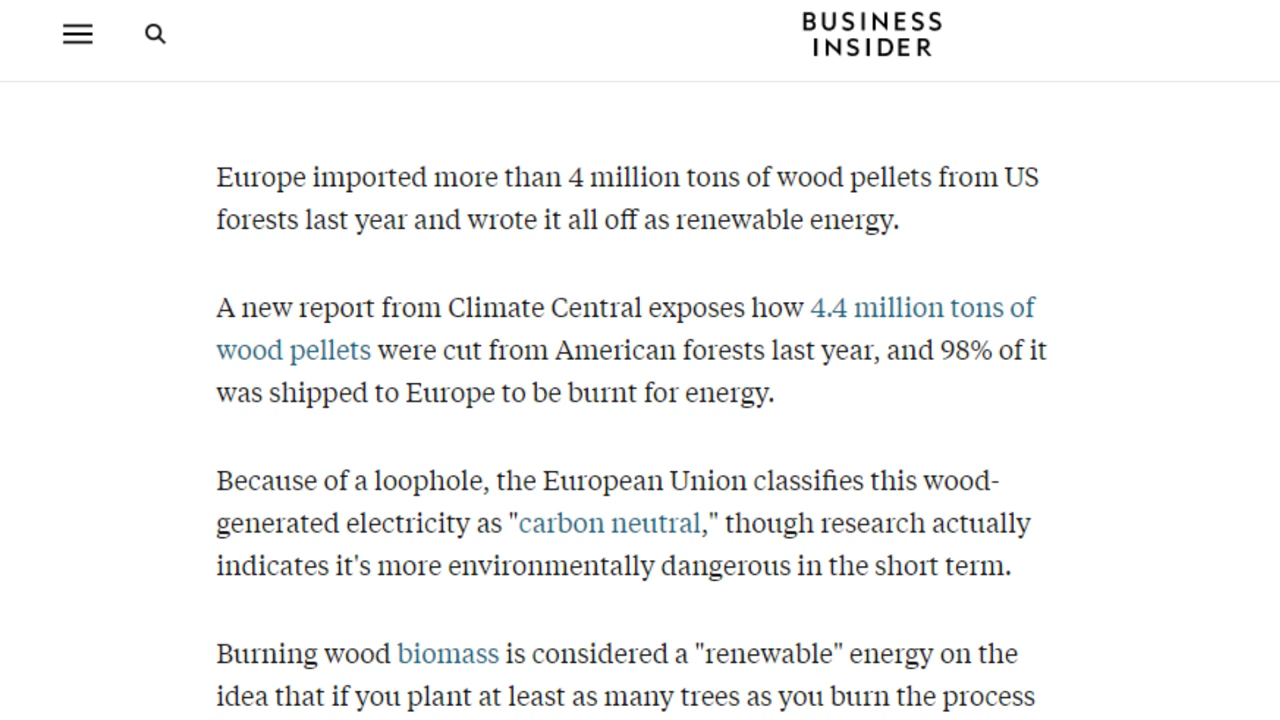 BUSINESS
INSIDER
Europe imported more than 4 million tons of wood pellets from US
forests last year and wrote it all off as renewable energy.
A new report from Climate Central exposes how 4.4 million tons of
wood pellets were cut from American forests last year, and 98% of it
was shipped to Europe to be burnt for energy.
Because of a loophole, the European Union classifies this wood-
generated electricity as "carbon neutral," though research actually
indicates it's more environmentally dangerous in the short term.
Burning wood biomass is considered a "renewable" energy on the
idea that if you plant at least as many trees as you burn the process